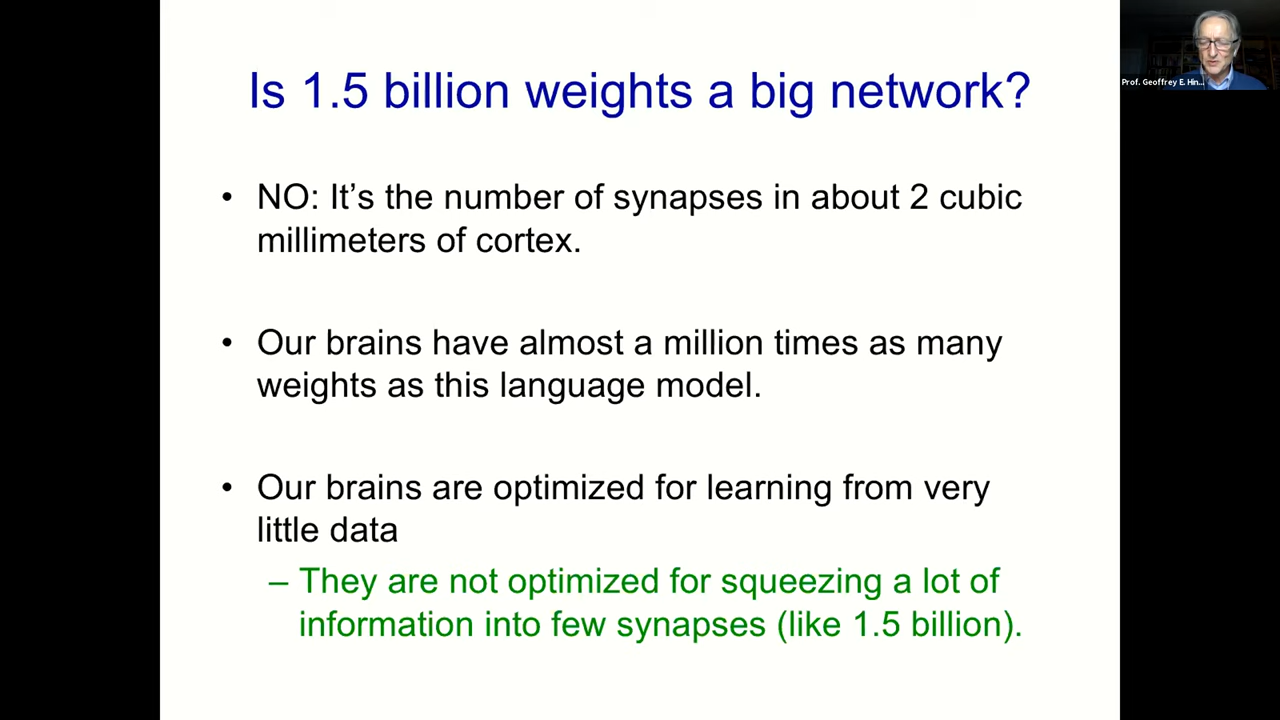 Is 1.5 billion weights a big network?
• NO: It’s the number of synapses in about 2 cubic
millimeters of cortex.
• Our brains have almost a million times as many
weights as this language model.
• Our brains are optimized for learning from very
little data
– They are not optimized for squeezing a lot of
information into few synapses (like 1.5 billion).
Prof. Geoffrey E. Hin...